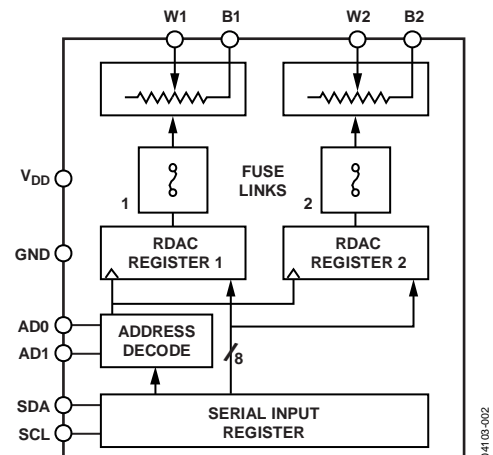 W1 B1 W2 B2
V_DD
FUSE
LINKS
1
2
GND
RDAC
REGISTER 1
RDAC
REGISTER 2
AD0
AD1
ADDRESS
DECODE
8
SDA
SCL
SERIAL INPUT
REGISTER
04103-002